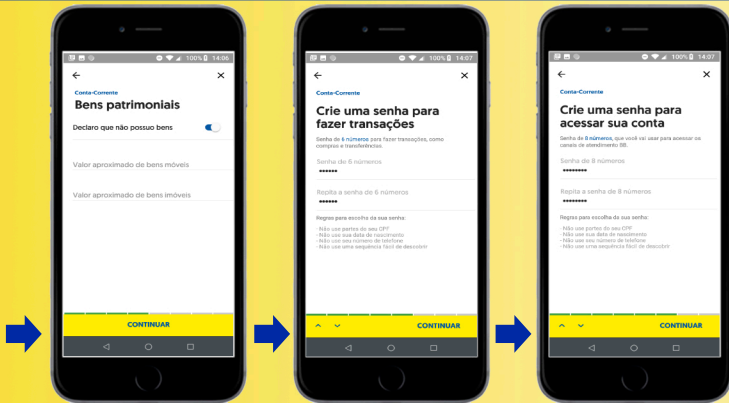 100% 14:06
Conta-Corrente
Bens patrimoniais
Declaro que não possuo bens
Valor aproximado de bens móveis
Valor aproximado de bens imóveis
CONTINUAR
100% 14:07
Conta-Corrente
Crie uma senha para
fazer transações
Senha de 6 números para fazer transações, como
compras e transferências.
Senha de 6 números
••••••
Repita a senha de 6 números
••••••
Regras para escolha da sua senha:
- Não use partes do seu CPF
- Não use sua data de nascimento
- Não use seu número de telefone
- Não use uma sequência fácil de descobrir
CONTINUAR
100% 14:07
Conta-Corrente
Crie uma senha para
acessar sua conta
Senha de 8 números, que você vai usar para acessar os
canais de atendimento BB.
Senha de 8 números
••••••••
Repita a senha de 8 números
••••••••
Regras para escolha da sua senha:
- Não use partes do seu CPF
- Não use sua data de nascimento
- Não use seu número de telefone
- Não use uma sequência fácil de descobrir
CONTINUAR